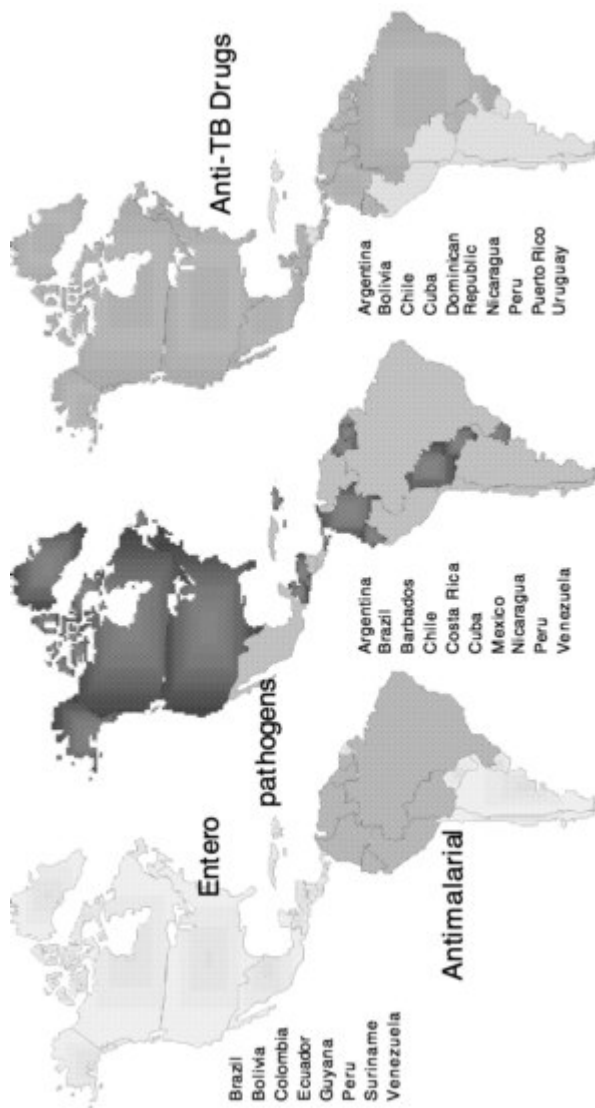 Brazil
Bolivia
Colombia
Ecuador
Guyana
Peru
Suriname
Venezuela
Antimalarial
Entero
pathogens
Argentina
Brazil
Barbados
Chile
Costa Rica
Cuba
Mexico
Nicaragua
Peru
Venezuela
Anti-TB Drugs
Argentina
Bolivia
Chile
Cuba
Dominican
Republic
Nicaragua
Peru
Puerto Rico
Uruguay